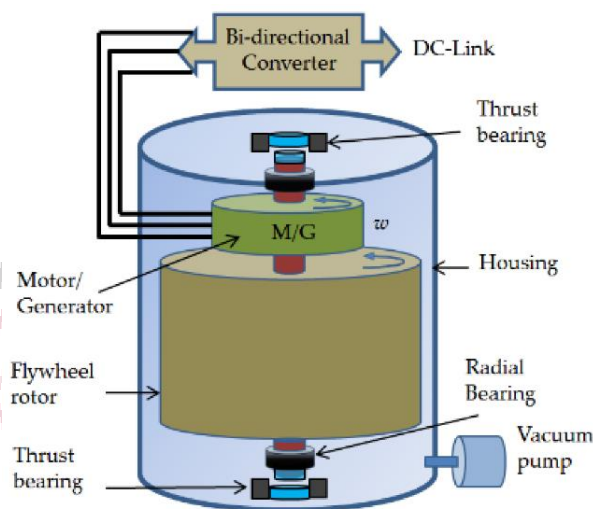 Bi-directional
Converter
DC-Link
Thrust
bearing
M/G
w
Motor/
Generator
Housing
Flywheel
rotor
Radial
Bearing
Thrust
bearing
Vacuum
pump